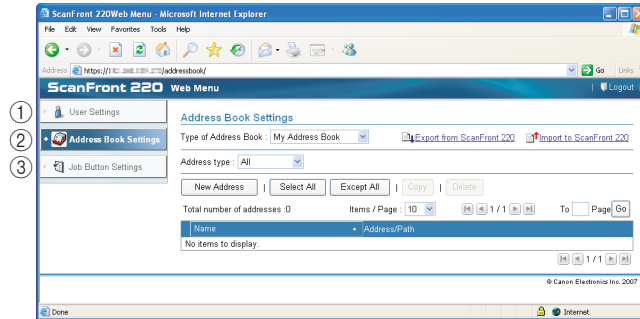 ScanFront 220Web Menu - Microsoft Internet Explorer
File Edit View Favorites Tools Help
Address https://1 /addressbook/ Go Links
ScanFront 220 Web Menu | Logout
① User Settings
② Address Book Settings
③ Job Button Settings
Address Book Settings
Type of Address Book : My Address Book Export from ScanFront 220 Import to ScanFront 220
Address type : All
New Address | Select All Except All | Copy | Delete
Total number of addresses :0 Items / Page : 10 1 / 1 To Page Go
Name Address/Path
No items to display.
1 / 1
© Canon Electronics Inc. 2007
Done Internet